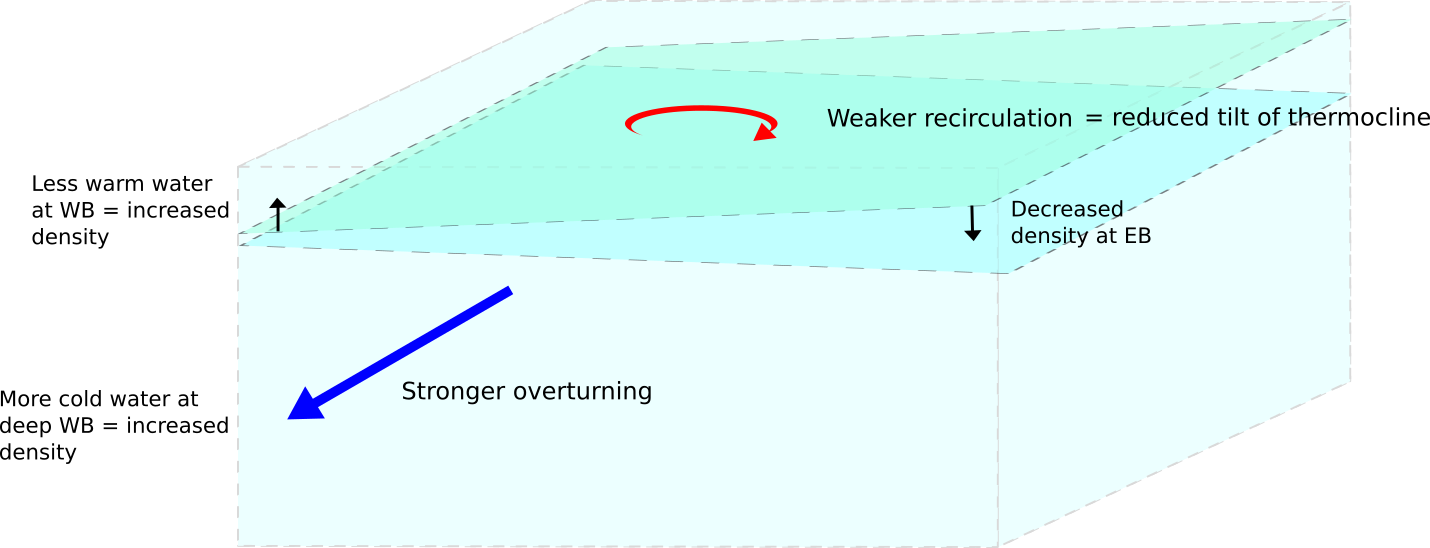 Weaker recirculation = reduced tilt of thermocline
Less warm water
at WB = increased
density
Decreased
density at EB
Stronger overturning
More cold water at
deep WB = increased
density